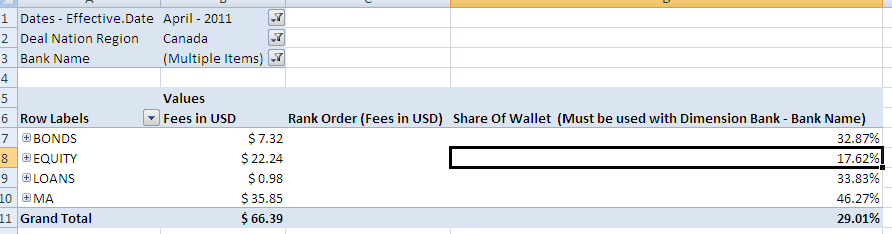 1 Dates - Effective.Date April - 2011
2 Deal Nation Region Canada
3 Bank Name (Multiple Items)
4
5 Values
6 Row Labels Fees in USD Rank Order (Fees in USD) Share Of Wallet (Must be used with Dimension Bank - Bank Name)
7 BONDS $ 7.32 32.87%
8 EQUITY $ 22.24 17.62%
9 LOANS $ 0.98 33.83%
10 MA $ 35.85 46.27%
11 Grand Total $ 66.39 29.01%